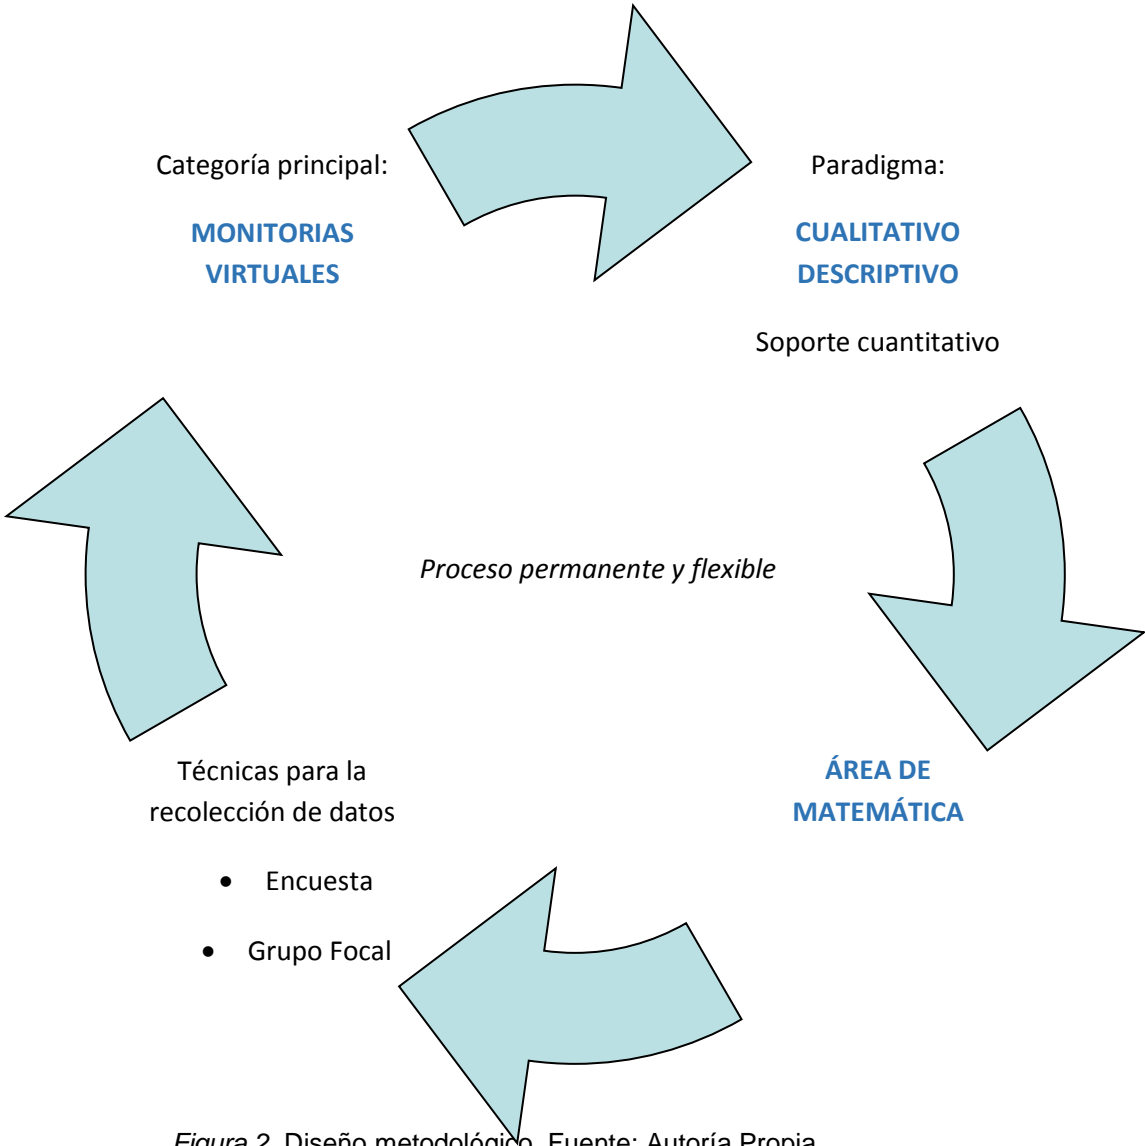 Categoría principal:
MONITORIAS
VIRTUALES
Paradigma:
CUALITATIVO
DESCRIPTIVO
Soporte cuantitativo
Proceso permanente y flexible
ÁREA DE
MATEMÁTICA
Técnicas para la
recolección de datos
• Encuesta
• Grupo Focal
Figura 2. Diseño metodológico. Fuente: Autoría Propia